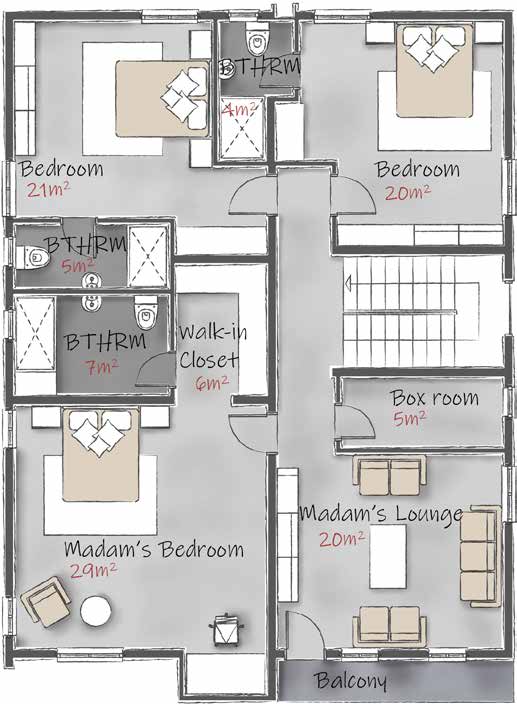 BTHRM
4m²
Bedroom
21m²
Bedroom
20m²
BTHRM
5m²
BTHRM
7m²
Walk-in
Closet
6m²
Box room
5m²
Madam's Lounge
20m²
Madam's Bedroom
29m²
Balcony